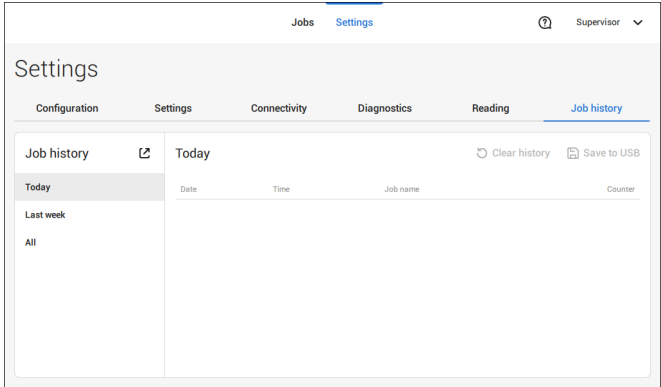 Jobs Settings Supervisor
Settings
Configuration Settings Connectivity Diagnostics Reading Job history
Job history Today Clear history Save to USB
Today Date Time Job name Counter
Last week
All